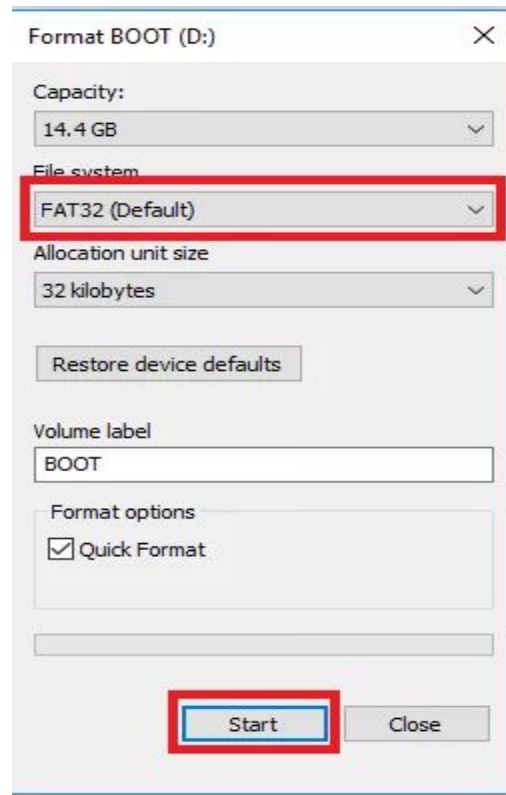 Format BOOT (D:)
Capacity:
14.4 GB
File system
FAT32 (Default)
Allocation unit size
32 kilobytes
Restore device defaults
Volume label
BOOT
Format options
Quick Format
Start Close